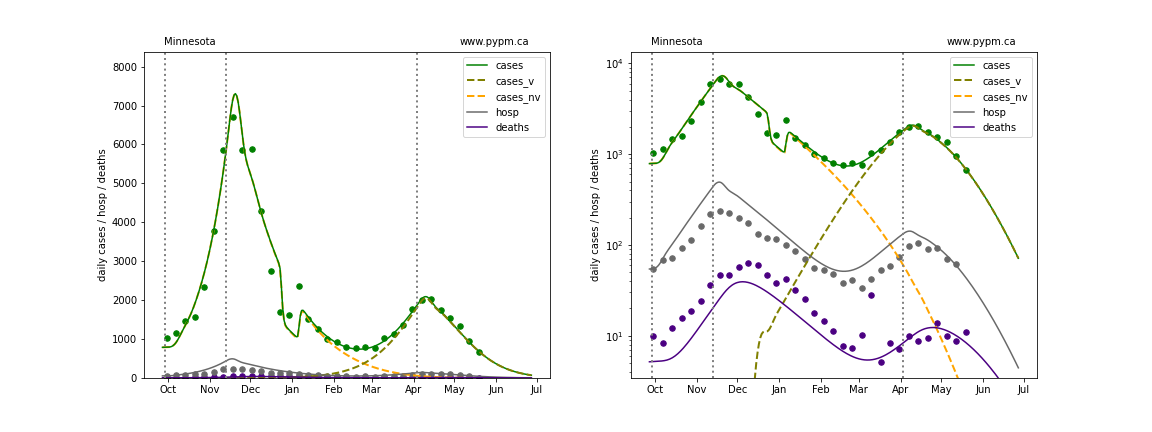 Minnesota www.pypm.ca
8000
7000
6000
5000
4000
3000
2000
1000
0
daily cases / hosp / deaths
cases
cases_v
cases_nv
hosp
deaths
Oct Nov Dec Jan Feb Mar Apr May Jun Jul
Minnesota www.pypm.ca
10⁴
10³
10²
10¹
daily cases / hosp / deaths
cases
cases_v
cases_nv
hosp
deaths
Oct Nov Dec Jan Feb Mar Apr May Jun Jul